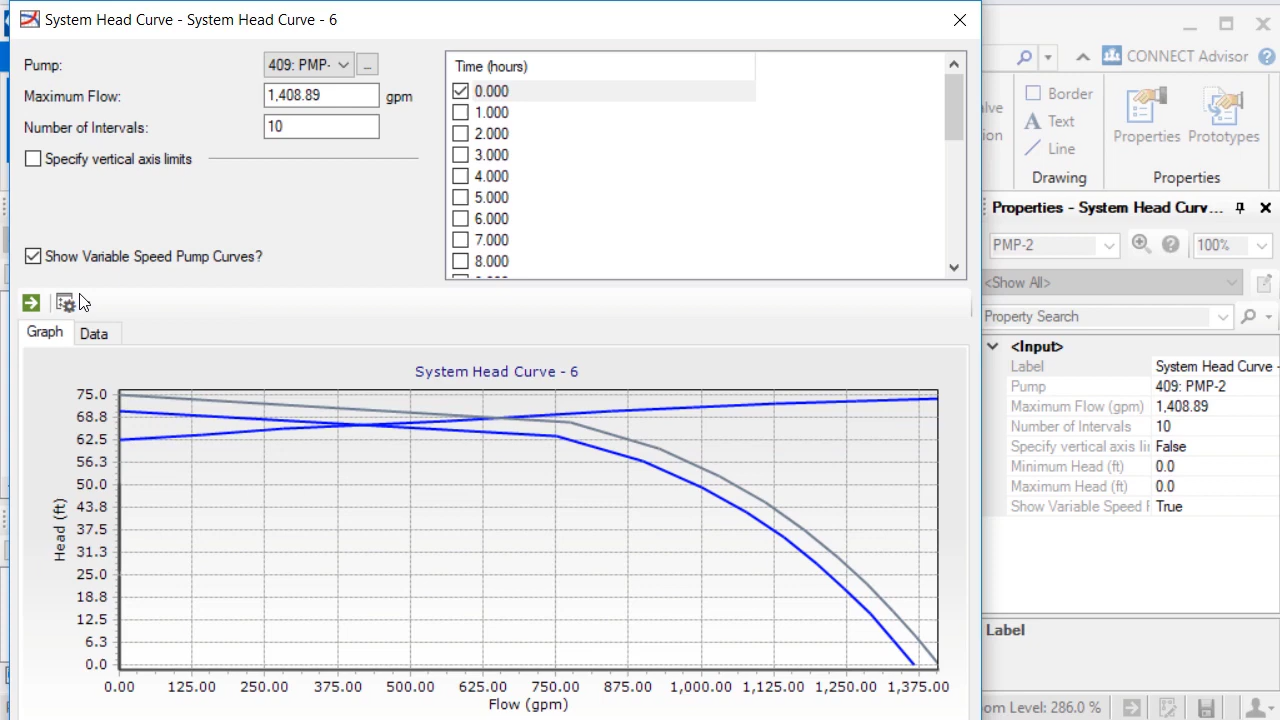 System Head Curve - System Head Curve - 6
Pump:
409: PMP-
...
Maximum Flow:
1,408.89
gpm
Number of Intervals:
10
Specify vertical axis limits
Show Variable Speed Pump Curves?
Time (hours)
0.000
1.000
2.000
3.000
4.000
5.000
6.000
7.000
8.000
Graph
Data
System Head Curve - 6
75.0
68.8
62.5
56.3
50.0
43.8
37.5
31.3
25.0
18.8
12.5
6.3
0.0
Head (ft)
0.00 125.00 250.00 375.00 500.00 625.00 750.00 875.00 1,000.00 1,125.00 1,250.00 1,375.00
Flow (gpm)
CONNECT Advisor
Border
Text
Line
Drawing
Properties
Prototypes
Properties
Properties - System Head Curv...
PMP-2
100%
<Show All>
Property Search
<Input>
Label System Head Curve -
Pump 409: PMP-2
Maximum Flow (gpm) 1,408.89
Number of Intervals 10
Specify vertical axis lir False
Minimum Head (ft) 0.0
Maximum Head (ft) 0.0
Show Variable Speed F True
Label
om Level: 286.0 %